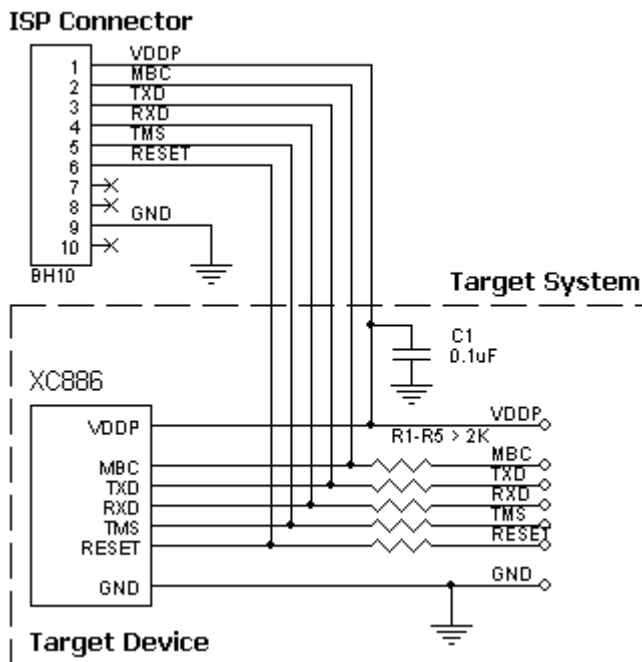 ISP Connector
1 VDDP
2 MBC
3 TXD
4 RXD
5 TMS
6 RESET
7
8
9 GND
10
BH10
Target System
C1
0.1uF
XC886
VDDP VDDP
R1-R5 > 2K
MBC MBC
TXD TXD
RXD RXD
TMS TMS
RESET RESET
GND GND
Target Device